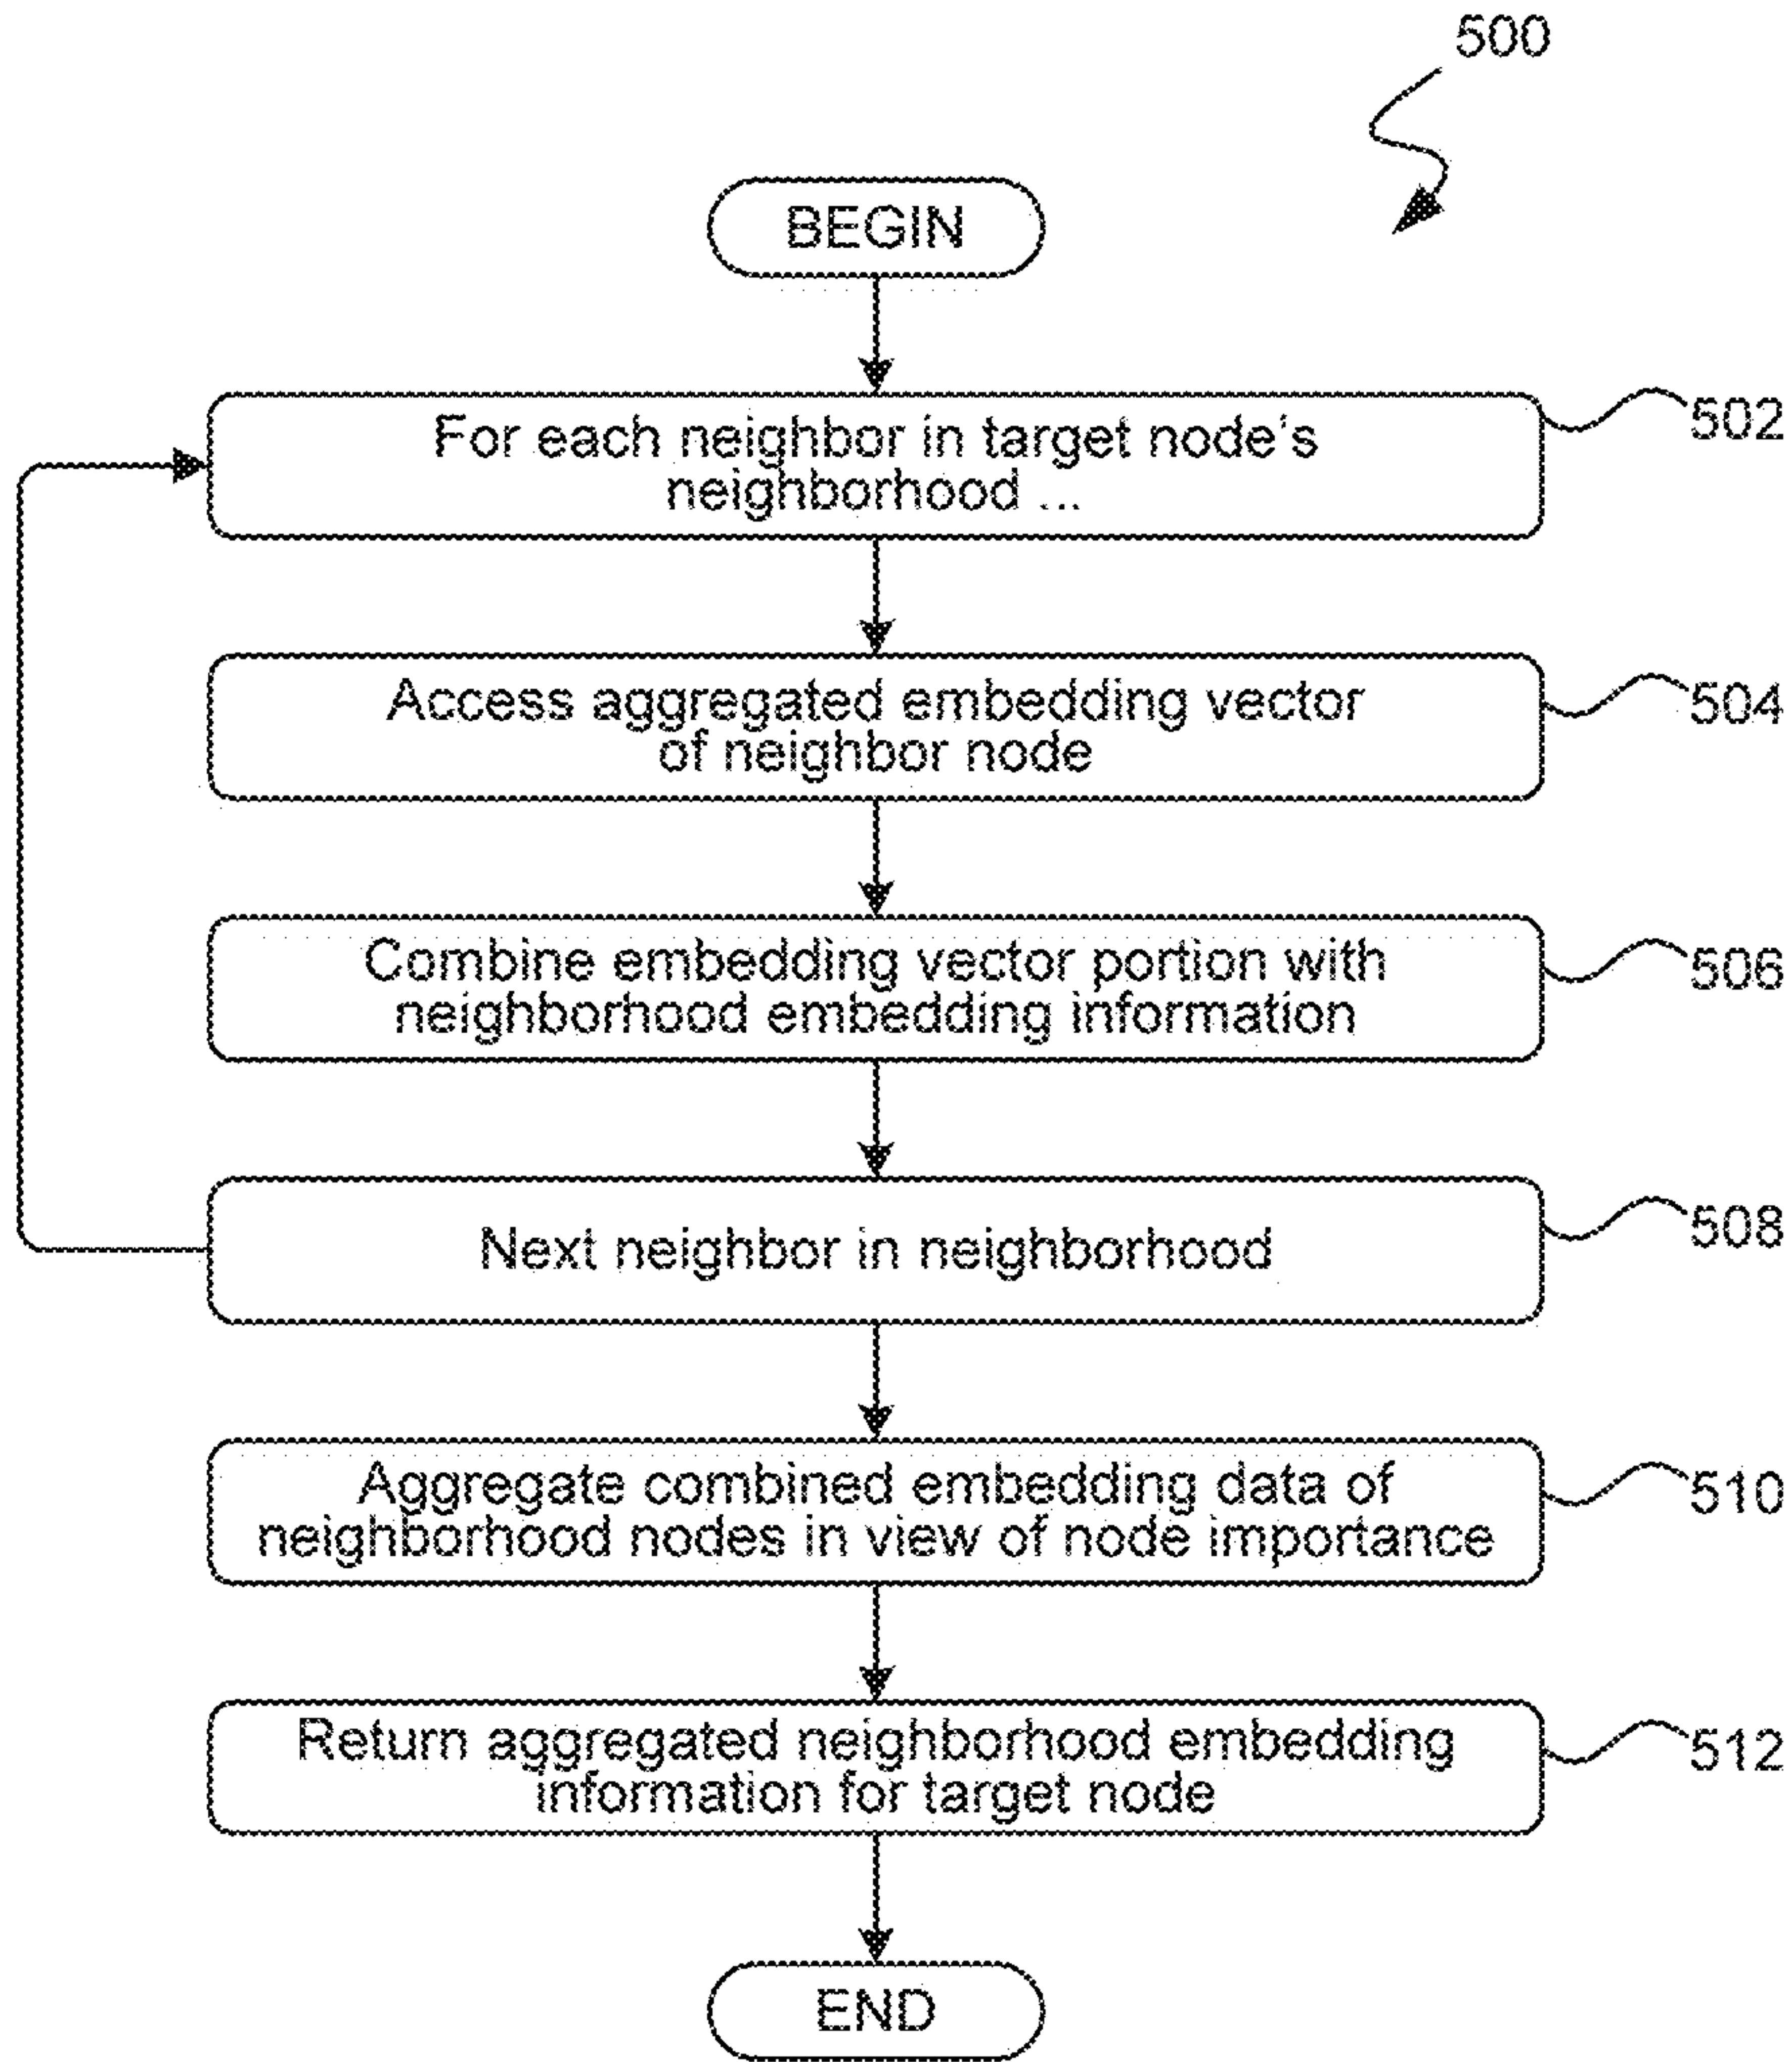 500
BEGIN
For each neighbor in target node's
neighborhood ...
502
Access aggregated embedding vector
of neighbor node
504
Combine embedding vector portion with
neighborhood embedding information
506
Next neighbor in neighborhood
508
Aggregate combined embedding data of
neighborhood nodes in view of node importance
510
Return aggregated neighborhood embedding
information for target node
512
END